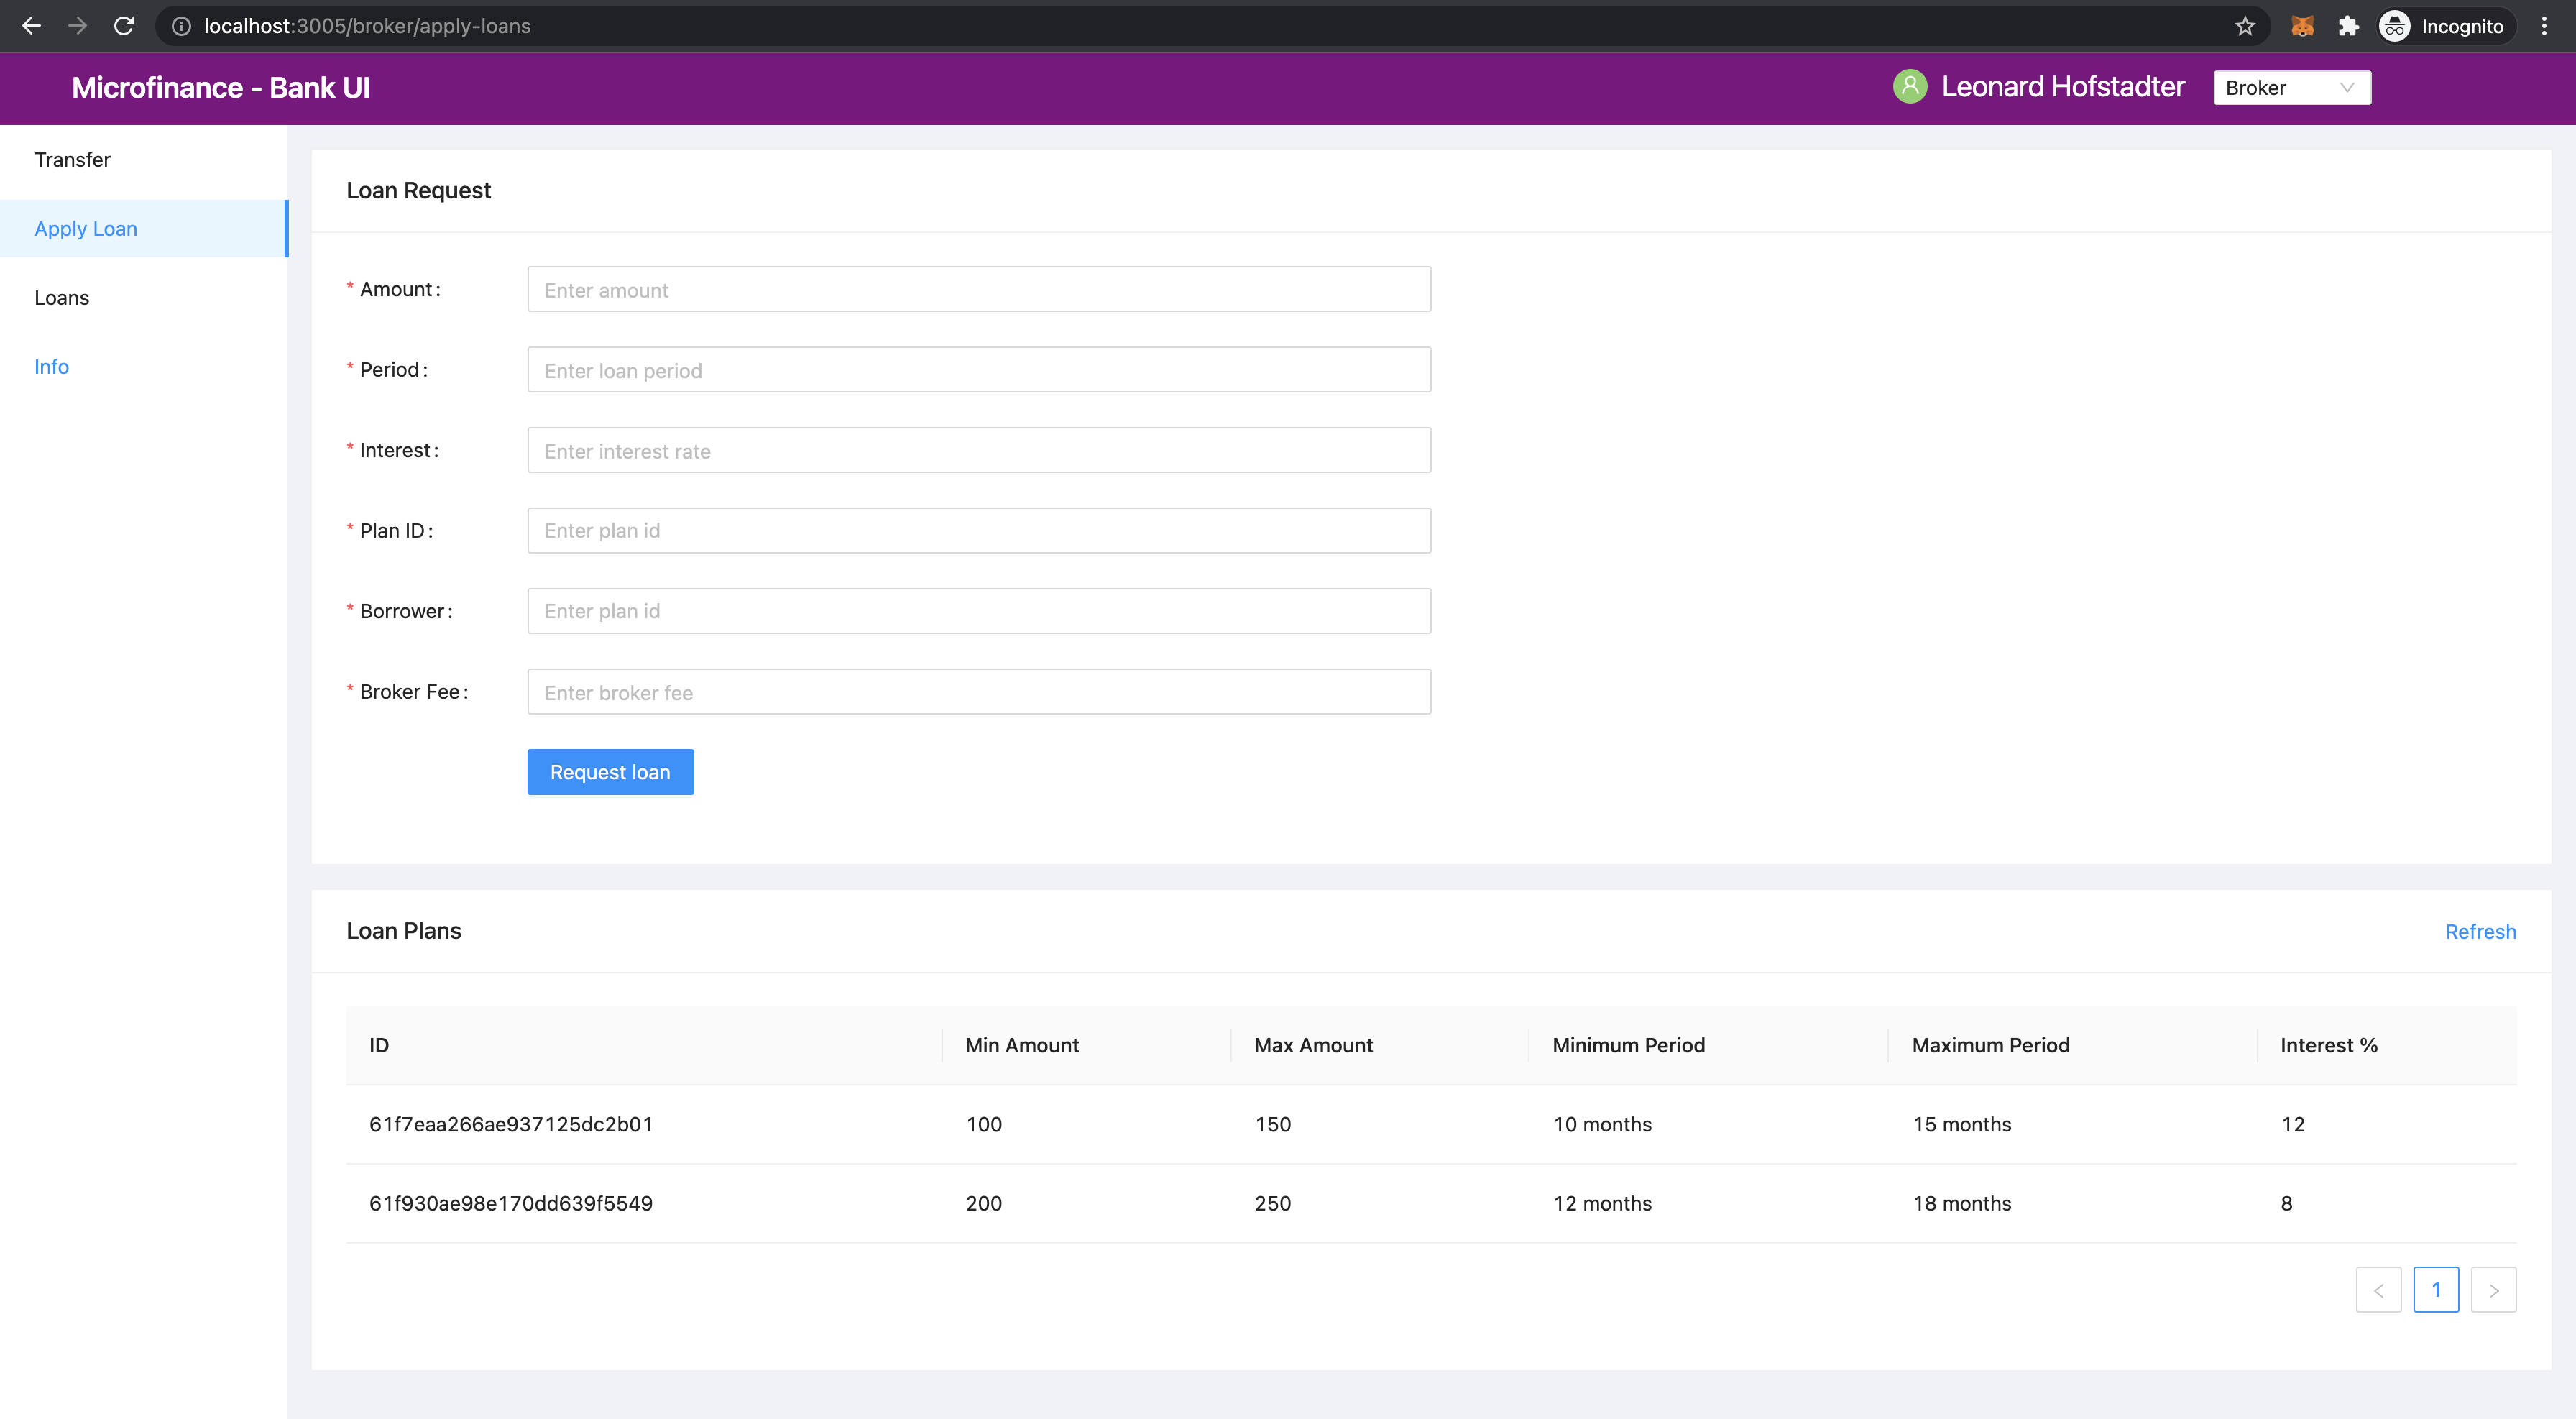 localhost:3005/broker/apply-loans
Incognito
Microfinance - Bank UI
Leonard Hofstadter
Broker
Transfer
Apply Loan
Loans
Info
Loan Request
* Amount:
Enter amount
* Period:
Enter loan period
* Interest:
Enter interest rate
* Plan ID:
Enter plan id
* Borrower:
Enter plan id
* Broker Fee:
Enter broker fee
Request loan
Loan Plans
Refresh
ID Min Amount Max Amount Minimum Period Maximum Period Interest %
61f7eaa266ae937125dc2b01 100 150 10 months 15 months 12
61f930ae98e170dd639f5549 200 250 12 months 18 months 8
< 1 >